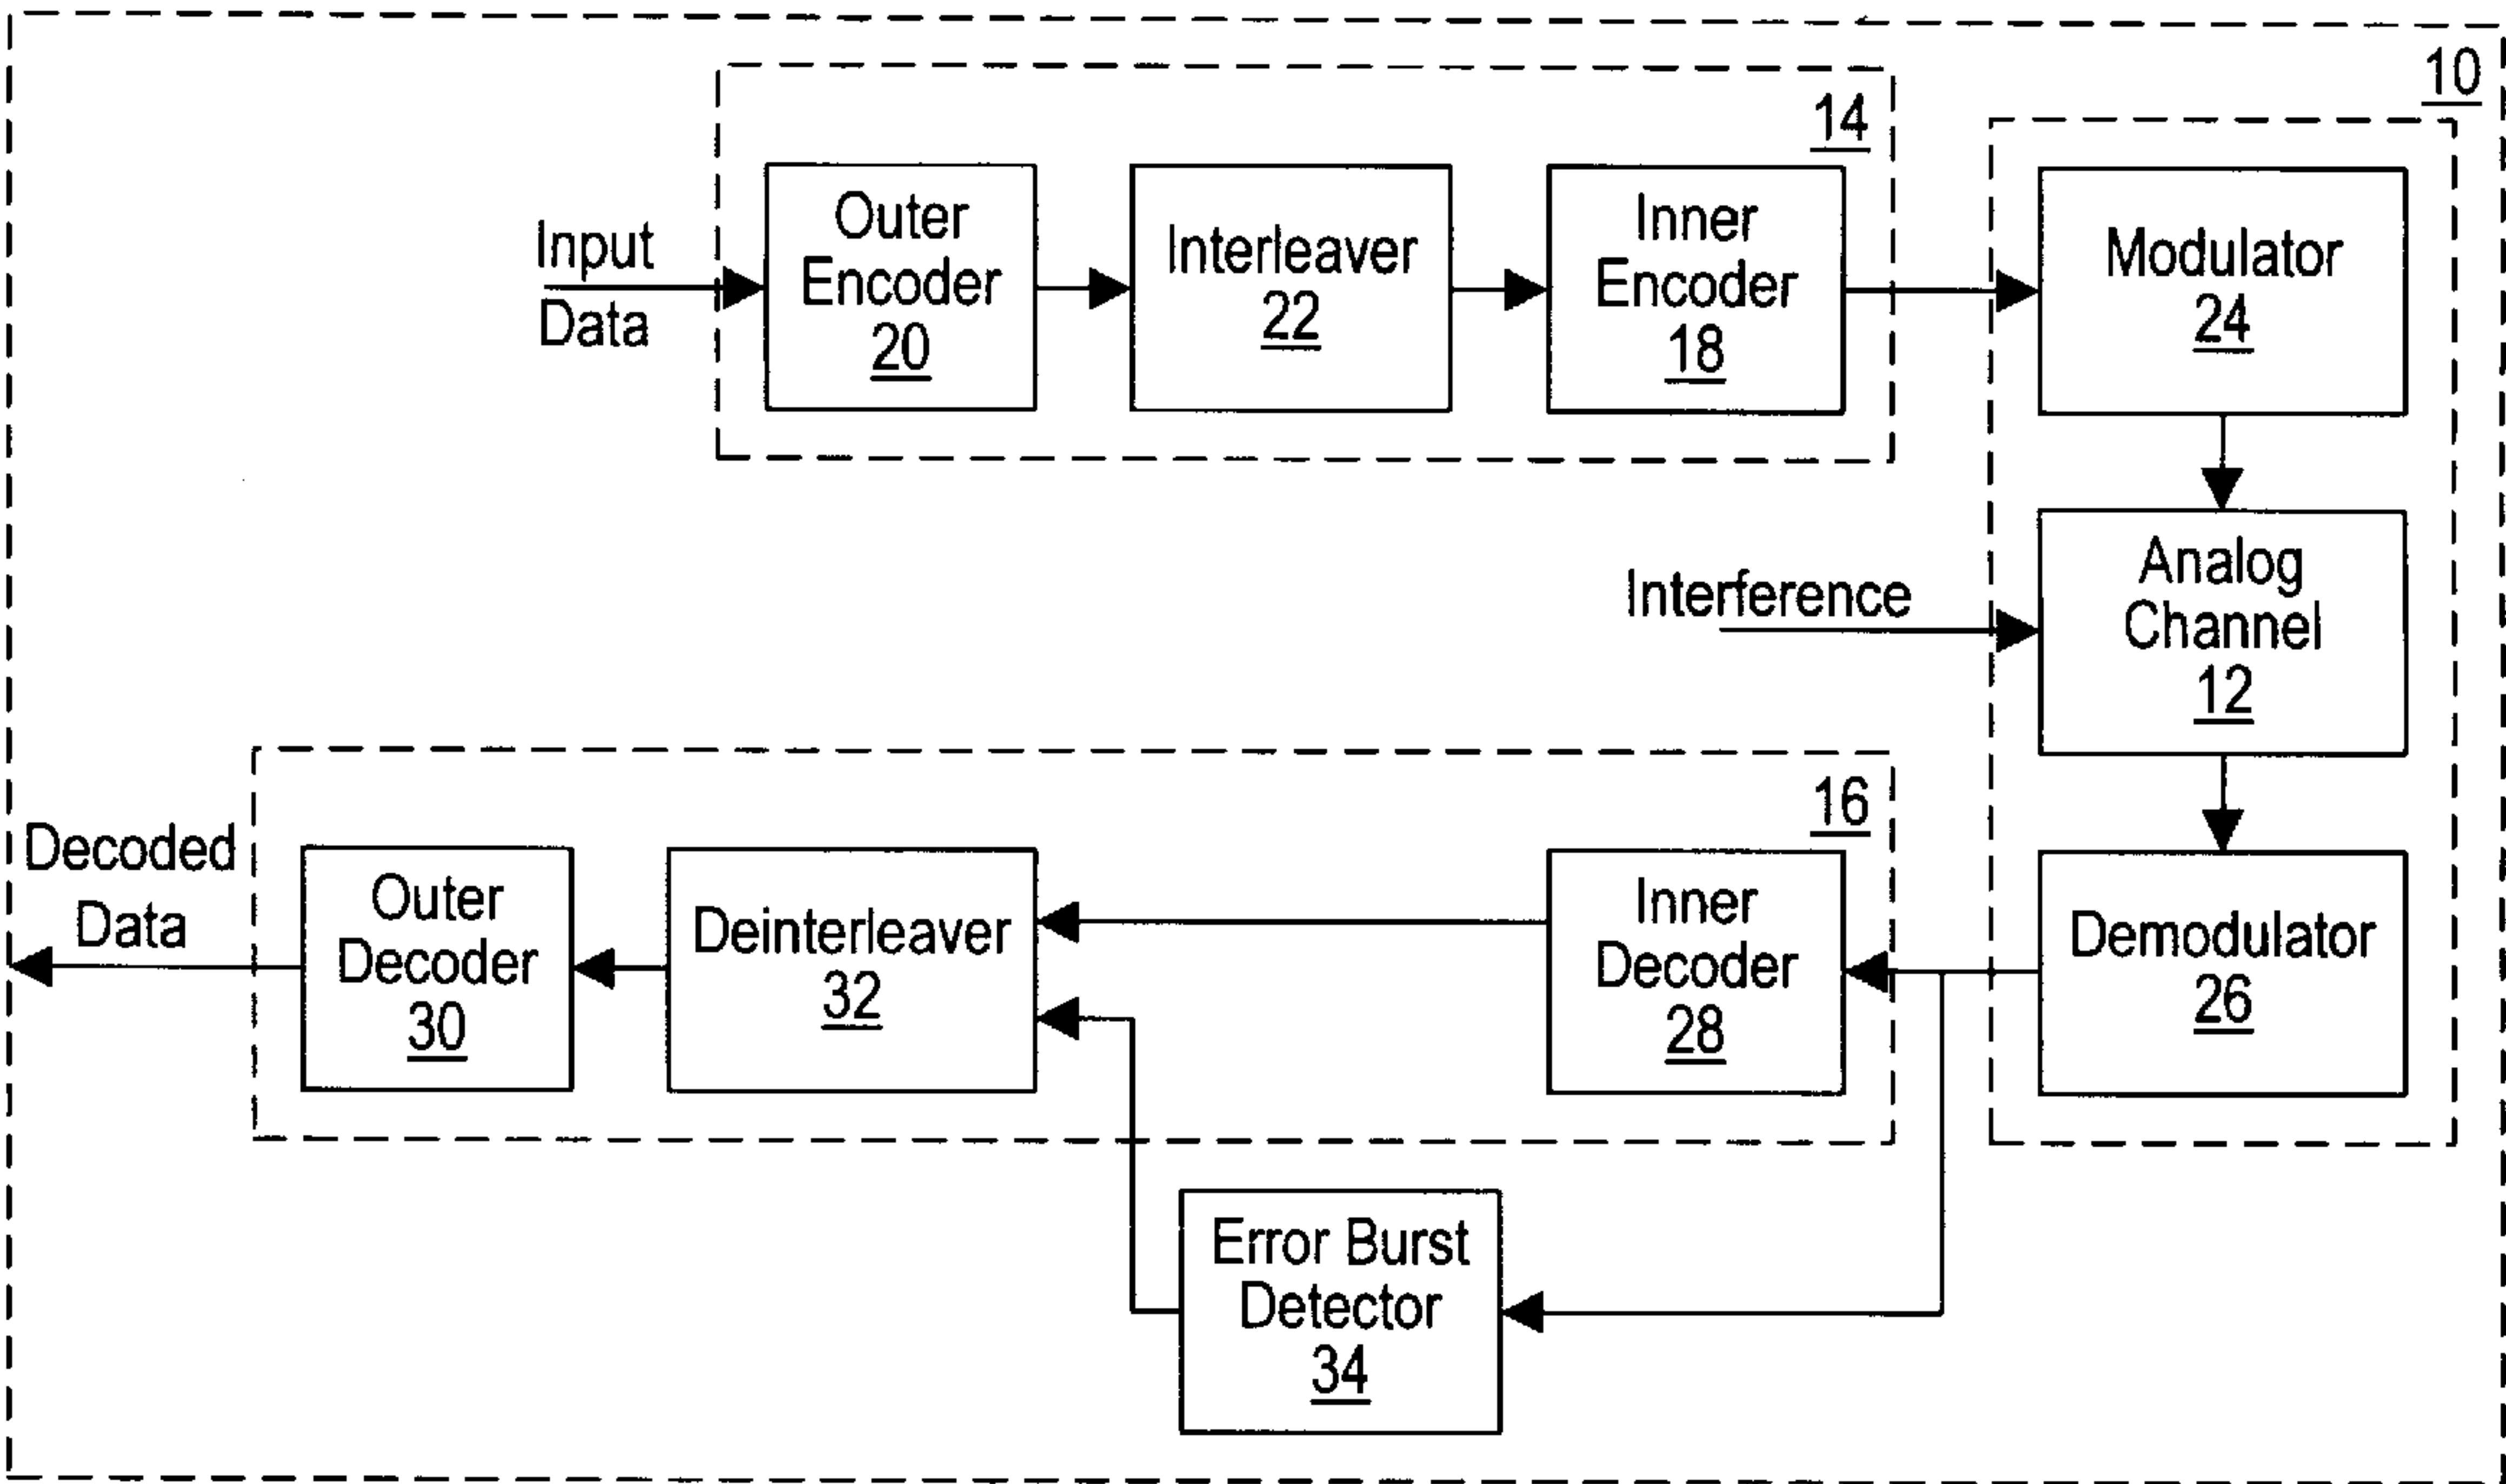 10
14
Input
Data
Outer
Encoder
20
Interleaver
22
Inner
Encoder
18
Modulator
24
Interference
Analog
Channel
12
16
Decoded
Data
Outer
Decoder
30
Deinterleaver
32
Inner
Decoder
28
Demodulator
26
Error Burst
Detector
34